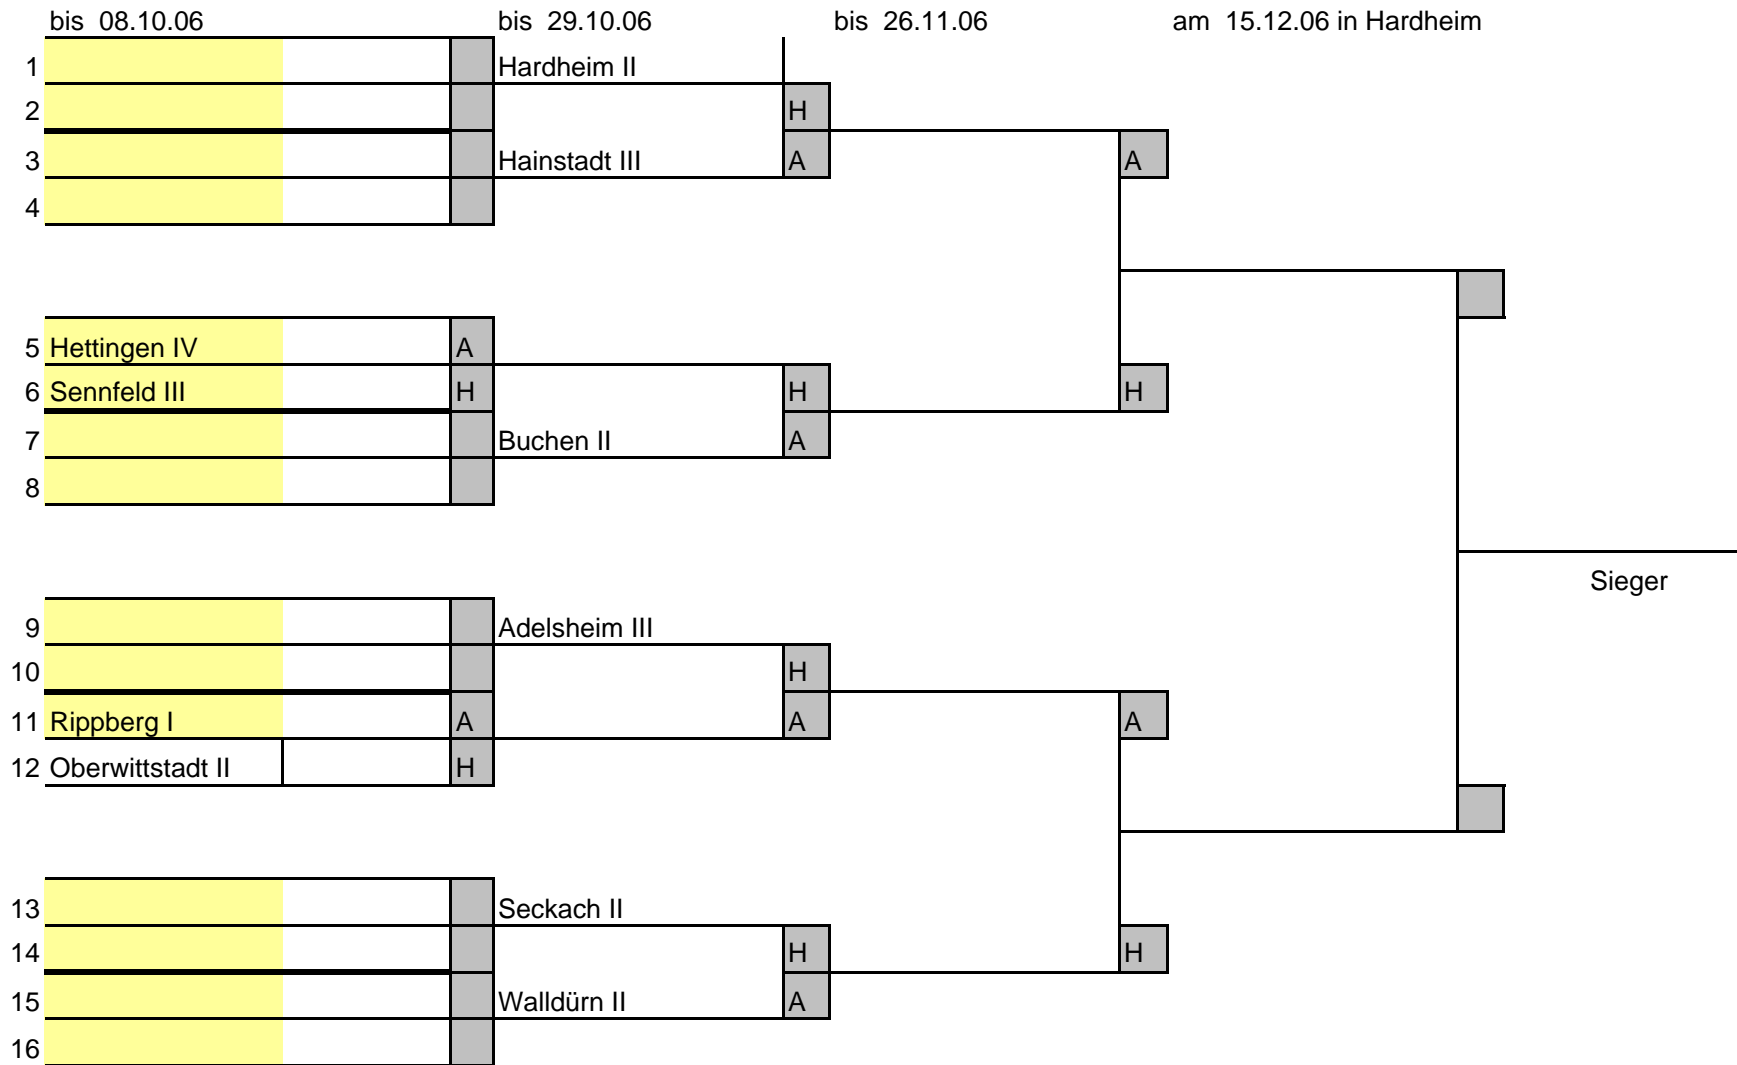 bis  08.10.06 bis  29.10.06 bis  26.11.06 am  15.12.06 in Hardheim
1 Hardheim II
2 H
3 Hainstadt III A A
4
5 Hettingen IV A
6 Sennfeld III H H H
7 Buchen II A
8
Sieger
9 Adelsheim III
10 H
11 Rippberg I A A A
12 Oberwittstadt II H
13 Seckach II
14 H H
15 Walldürn II A
16